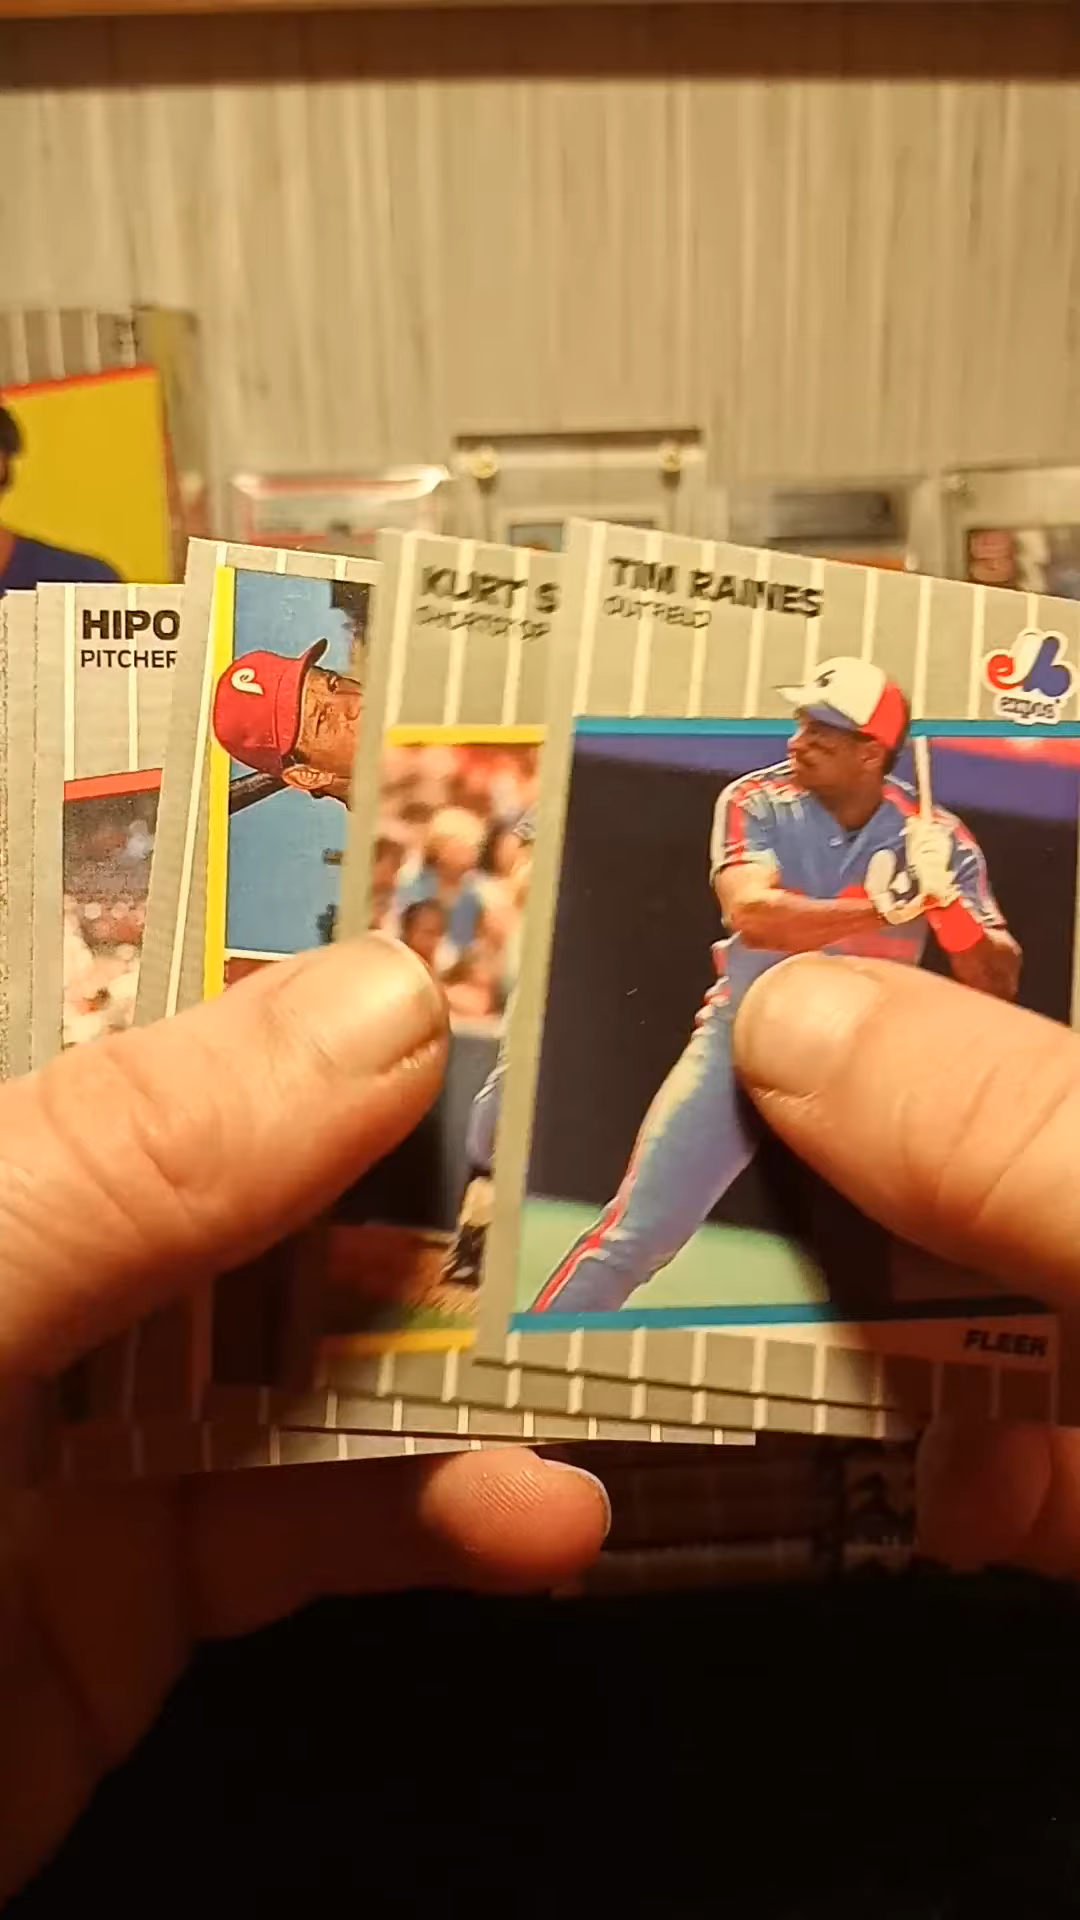 HIPO
PITCHER
KURT S
SHORTSTOP
TIM RAINES
OUTFIELD
expos
FLEER